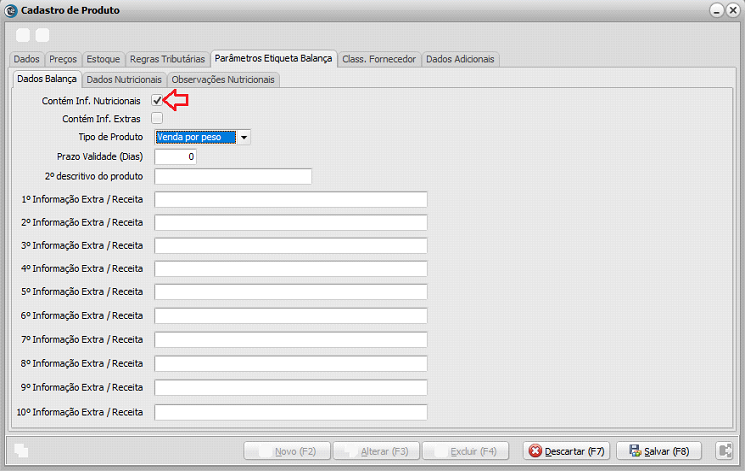 Cadastro de Produto
Dados Preços Estoque Regras Tributárias Parâmetros Etiqueta Balança Class. Fornecedor Dados Adicionais
Dados Balança Dados Nutricionais Observações Nutricionais
Contém Inf. Nutricionais
Contém Inf. Extras
Tipo de Produto Venda por peso
Prazo Validade (Dias) 0
2º descritivo do produto
1º Informação Extra / Receita
2º Informação Extra / Receita
3º Informação Extra / Receita
4º Informação Extra / Receita
5º Informação Extra / Receita
6º Informação Extra / Receita
7º Informação Extra / Receita
8º Informação Extra / Receita
9º Informação Extra / Receita
10º Informação Extra / Receita
Novo (F2) Alterar (F3) Excluir (F4) Descartar (F7) Salvar (F8)